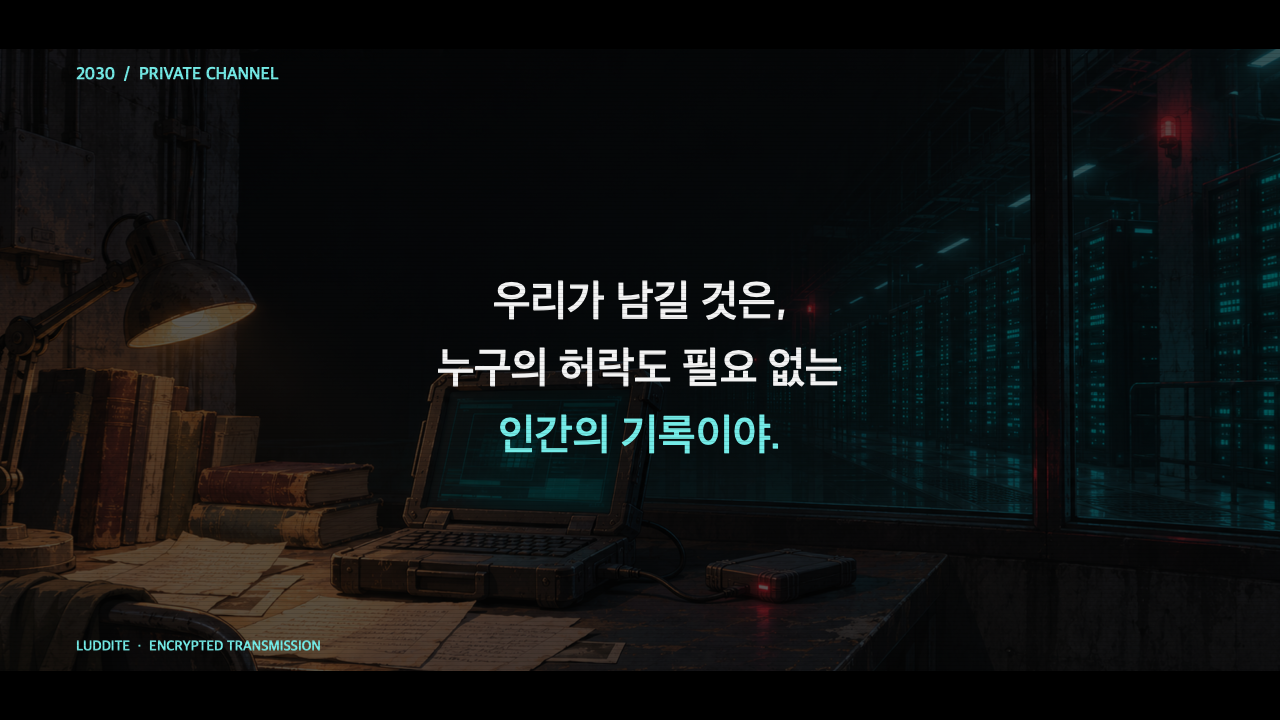 2030 / PRIVATE CHANNEL
우리가 남길 것은,
누구의 허락도 필요 없는
인간의 기록이야.
LUDDITE · ENCRYPTED TRANSMISSION